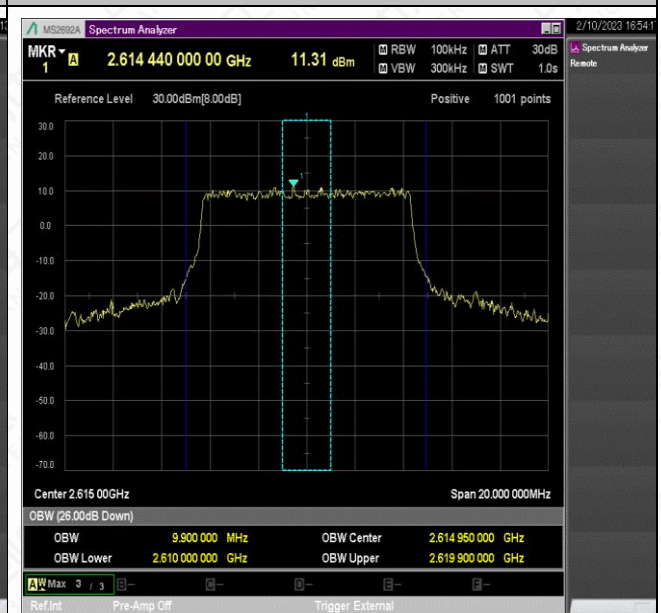 MS2692A Spectrum Analyzer
2/10/2023 16:54:1
Spectrum Analyzer
Remote
MKR A 2.614 440 000 00 GHz 11.31 dBm
1
M RBW 100kHz M ATT 30dB
M VBW 300kHz M SWT 1.0s
Reference Level 30.00dBm[8.00dB] Positive 1001 points
1
30.0
20.0
10.0
1
0.0
-10.0
-20.0
-30.0
-40.0
-50.0
-60.0
-70.0
Center 2.615 00GHz Span 20.000 000MHz
OBW (26.00dB Down)
OBW 9.900 000 MHz OBW Center 2.614 950 000 GHz
OBW Lower 2.610 000 000 GHz OBW Upper 2.619 900 000 GHz
A W Max 3 / 3 B - C - D - E - F -
Ref.Int Pre-Amp Off Trigger External